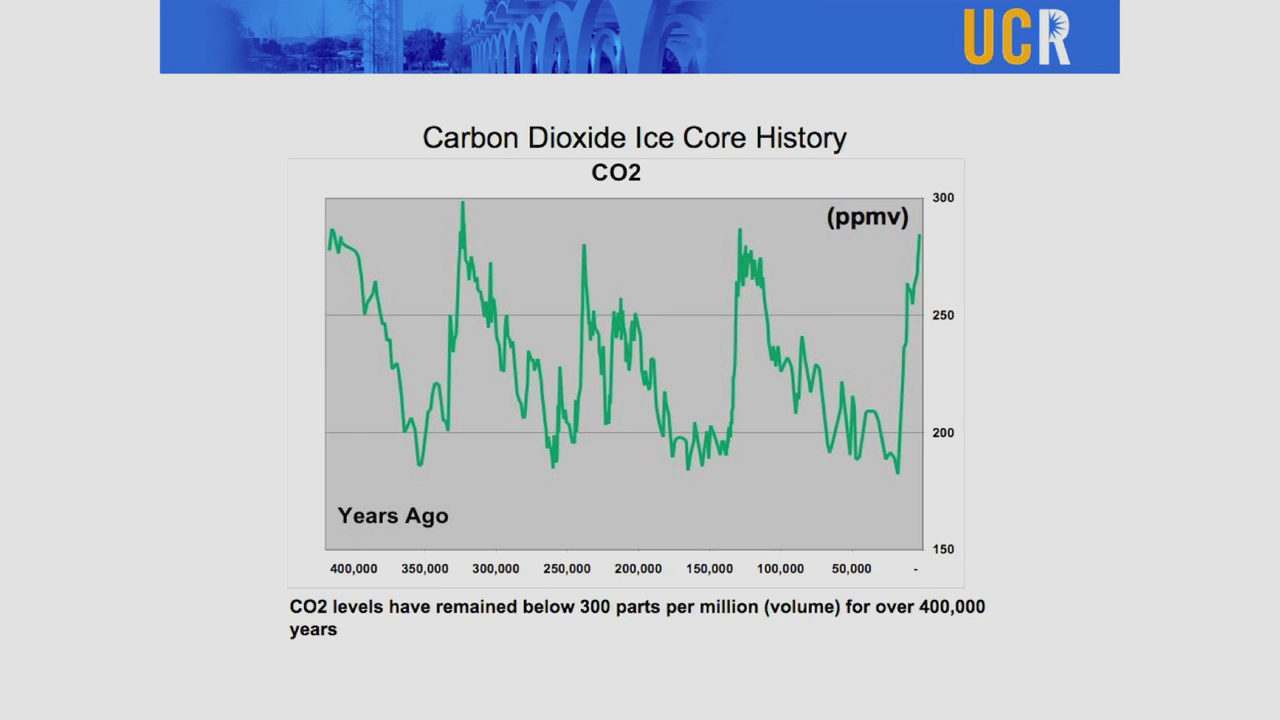 UCR
Carbon Dioxide Ice Core History
CO2
(ppmv)
300
250
200
150
Years Ago
400,000 350,000 300,000 250,000 200,000 150,000 100,000 50,000 -
CO2 levels have remained below 300 parts per million (volume) for over 400,000
years